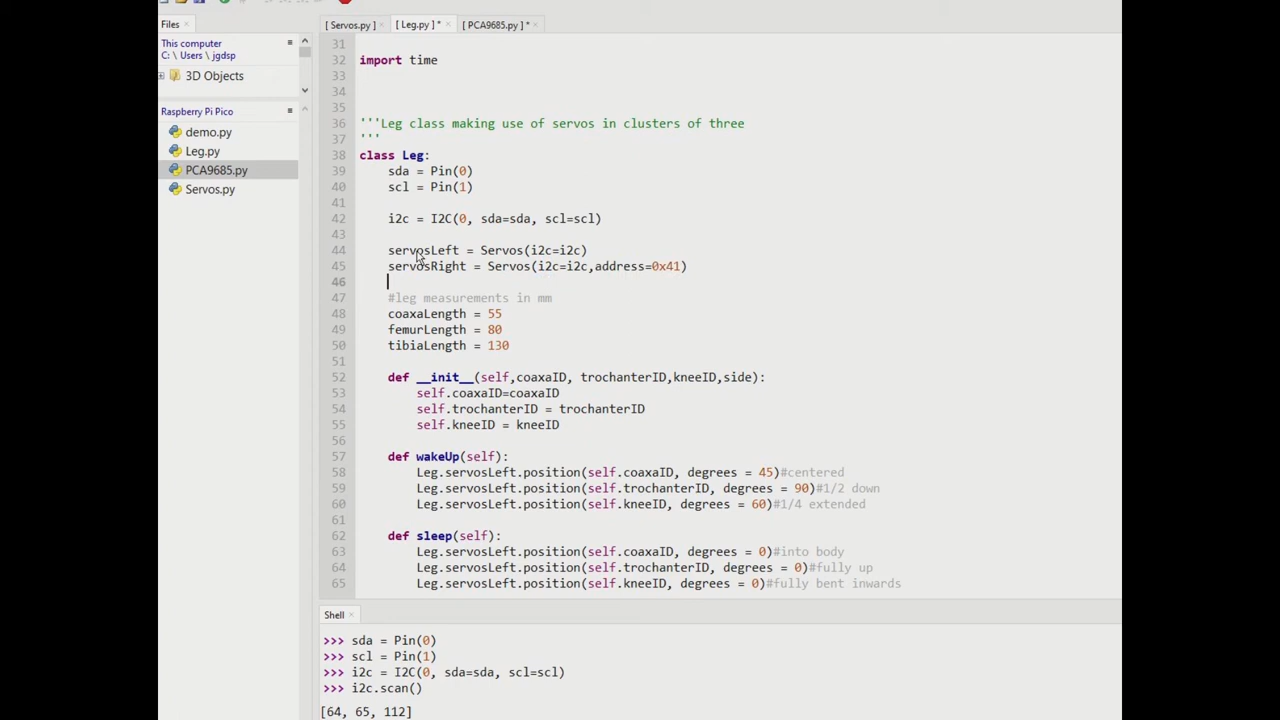 Files
This computer
C: \ Users \ jgdsp
3D Objects
Raspberry Pi Pico
demo.py
Leg.py
PCA9685.py
Servos.py
[ Servos.py ]
[ Leg.py ] *
[ PCA9685.py ] *
31
32 import time
33
34
35
36 '''Leg class making use of servos in clusters of three
37 '''
38 class Leg:
39 sda = Pin(0)
40 scl = Pin(1)
41
42 i2c = I2C(0, sda=sda, scl=scl)
43
44 servosLeft = Servos(i2c=i2c)
45 servosRight = Servos(i2c=i2c,address=0x41)
46
47 #leg measurements in mm
48 coaxaLength = 55
49 femurLength = 80
50 tibiaLength = 130
51
52 def __init__(self,coaxaID, trochanterID,kneeID,side):
53 self.coaxaID=coaxaID
54 self.trochanterID = trochanterID
55 self.kneeID = kneeID
56
57 def wakeUp(self):
58 Leg.servosLeft.position(self.coaxaID, degrees = 45)#centered
59 Leg.servosLeft.position(self.trochanterID, degrees = 90)#1/2 down
60 Leg.servosLeft.position(self.kneeID, degrees = 60)#1/4 extended
61
62 def sleep(self):
63 Leg.servosLeft.position(self.coaxaID, degrees = 0)#into body
64 Leg.servosLeft.position(self.trochanterID, degrees = 0)#fully up
65 Leg.servosLeft.position(self.kneeID, degrees = 0)#fully bent inwards
Shell
>>> sda = Pin(0)
>>> scl = Pin(1)
>>> i2c = I2C(0, sda=sda, scl=scl)
>>> i2c.scan()
[64, 65, 112]